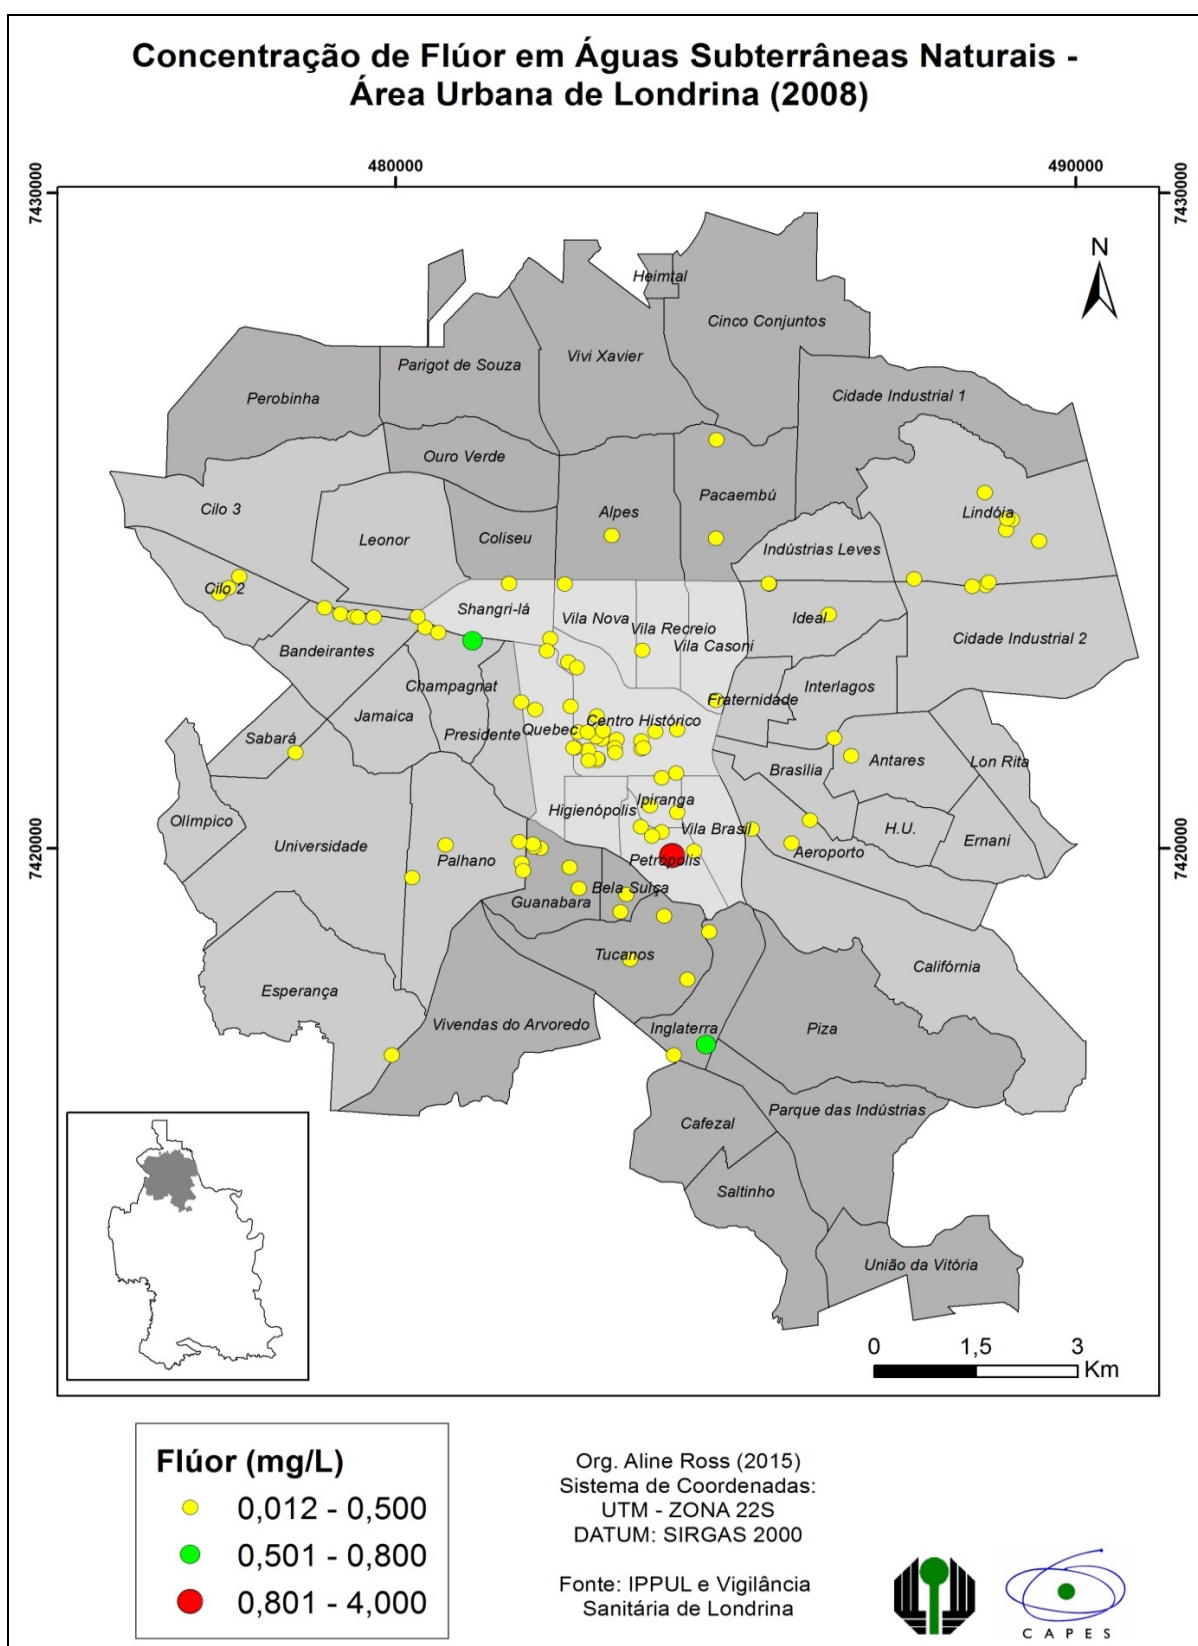 Concentração de Flúor em Águas Subterrâneas Naturais -
Área Urbana de Londrina (2008)
480000
490000
7430000
7430000
N
Heimtal
Cinco Conjuntos
Vivi Xavier
Parigot de Souza
Perobinha
Cidade Industrial 1
Ouro Verde
Pacaembú
Cilo 3
Alpes
Lindóia
Leonor
Coliseu
Indústrias Leves
Cilo 2
Shangri-lá
Vila Nova
Ideal
Vila Recreio
Cidade Industrial 2
Vila Casoni
Bandeirantes
Champagnat
Interlagos
Fraternidade
Jamaica
Centro Histórico
Quebec
Presidente
Sabará
Antares
Lon Rita
Brasília
Ipiranga
Higienópolis
Olímpico
Vila Brasil
H.U.
Ernani
Universidade
Aeroporto
Palhano
Petrópolis
7420000
7420000
Bela Suíça
Guanabara
Tucanos
Califórnia
Esperança
Vivendas do Arvoredo
Inglaterra
Piza
Parque das Indústrias
Cafezal
Saltinho
União da Vitória
0 1,5 3
Km
Flúor (mg/L)
0,012 - 0,500
0,501 - 0,800
0,801 - 4,000
Org. Aline Ross (2015)
Sistema de Coordenadas:
UTM - ZONA 22S
DATUM: SIRGAS 2000
Fonte: IPPUL e Vigilância
Sanitária de Londrina
CAPES